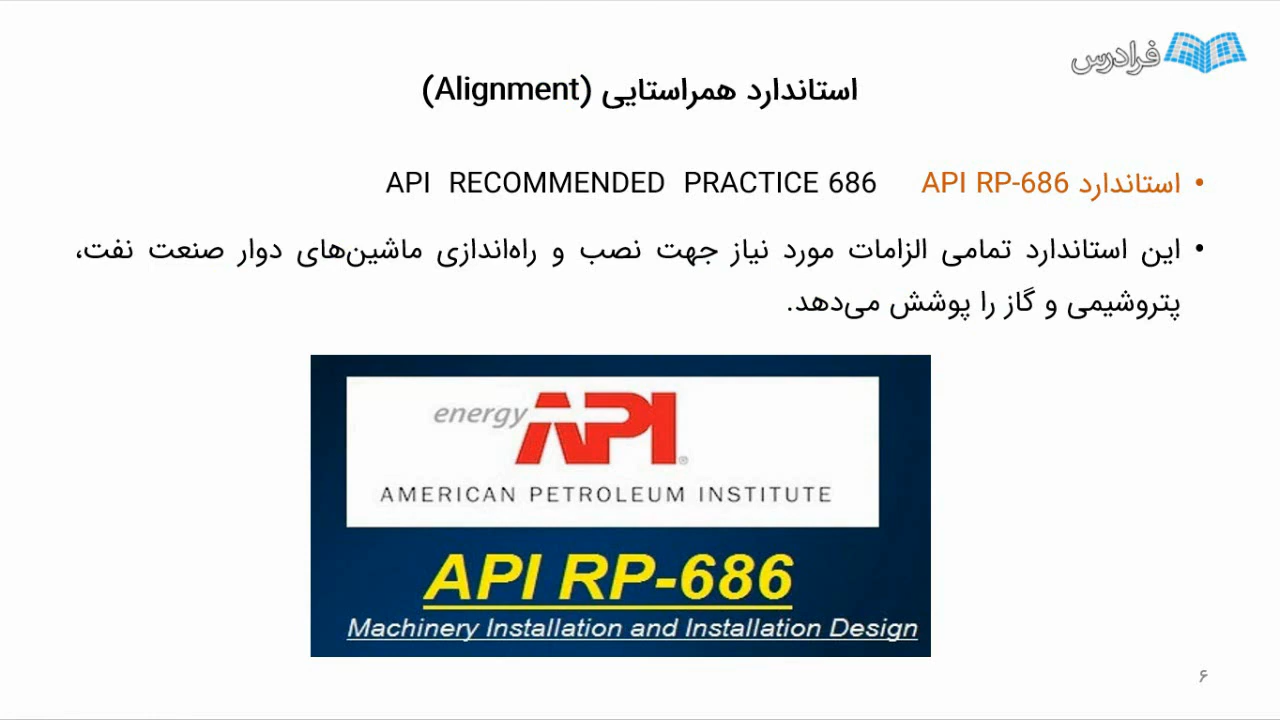 فرادرس
استاندارد همراستایی (Alignment)
• استاندارد API RP-686 API RECOMMENDED PRACTICE 686
• این استاندارد تمامی الزامات مورد نیاز جهت نصب و راه‌اندازی ماشین‌های دوار صنعت نفت،
پتروشیمی و گاز را پوشش می‌دهد.
energy API®
AMERICAN PETROLEUM INSTITUTE
API RP-686
Machinery Installation and Installation Design
۶